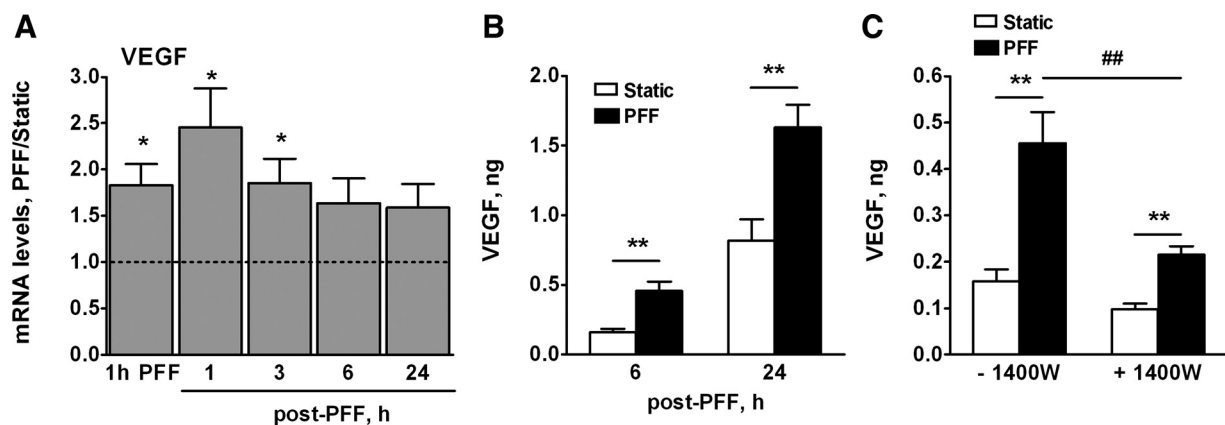 A
VEGF
mRNA levels, PFF/Static
3.0
2.5
2.0
1.5
1.0
0.5
0.0
*
*
*
1h PFF 1 3 6 24
post-PFF, h
B
Static
PFF
VEGF, ng
2.0
1.5
1.0
0.5
0.0
**
**
6 24
post-PFF, h
C
Static
PFF
VEGF, ng
0.6
0.5
0.4
0.3
0.2
0.1
0.0
**
##
**
- 1400W + 1400W